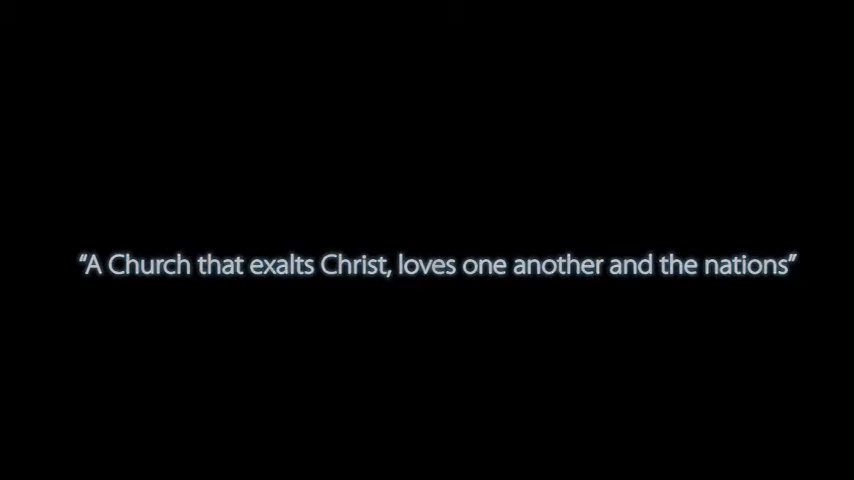 “A Church that exalts Christ, loves one another and the nations”